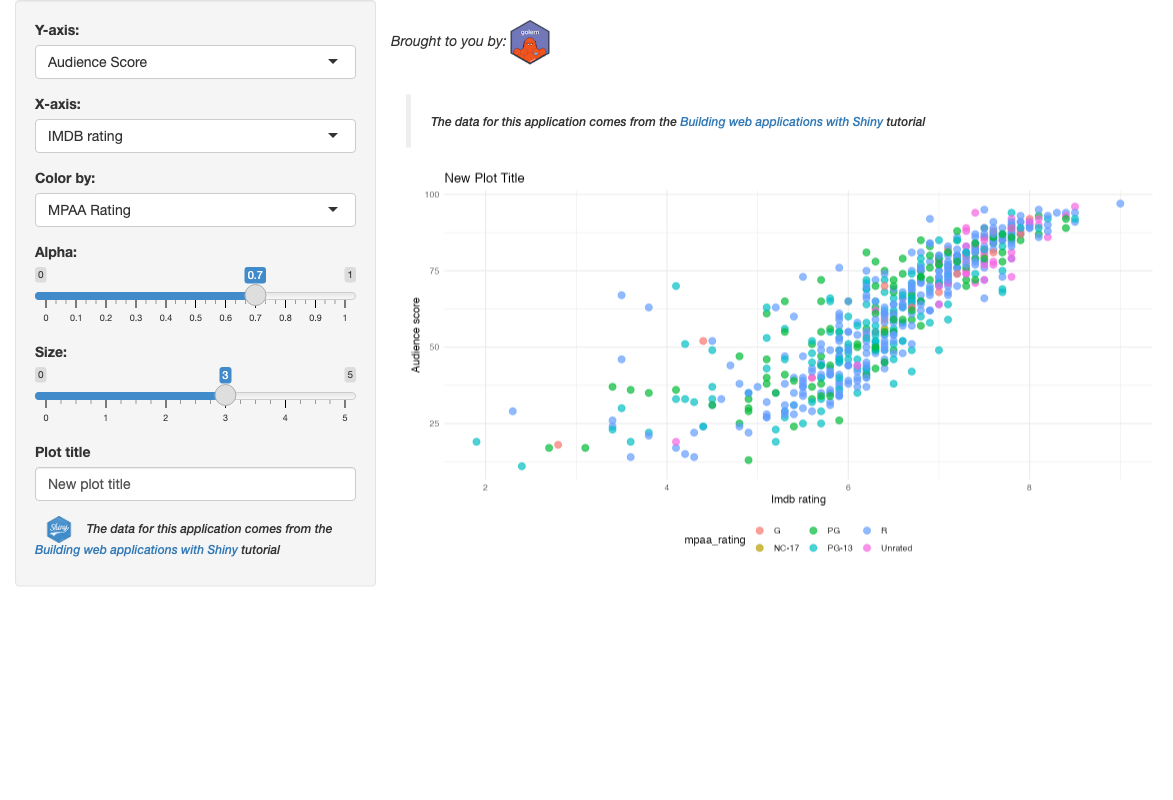 Y-axis:
Audience Score
X-axis:
IMDB rating
Color by:
MPAA Rating
Alpha:
0 0.7 1
0 0.1 0.2 0.3 0.4 0.5 0.6 0.7 0.8 0.9 1
Size:
0 3 5
0 1 2 3 4 5
Plot title
New plot title
Shiny The data for this application comes from the
Building web applications with Shiny tutorial
Brought to you by: golem
The data for this application comes from the Building web applications with Shiny tutorial
New Plot Title
100
75
50
25
Audience score
2 4 6 8
Imdb rating
mpaa_rating
G PG R
NC-17 PG-13 Unrated